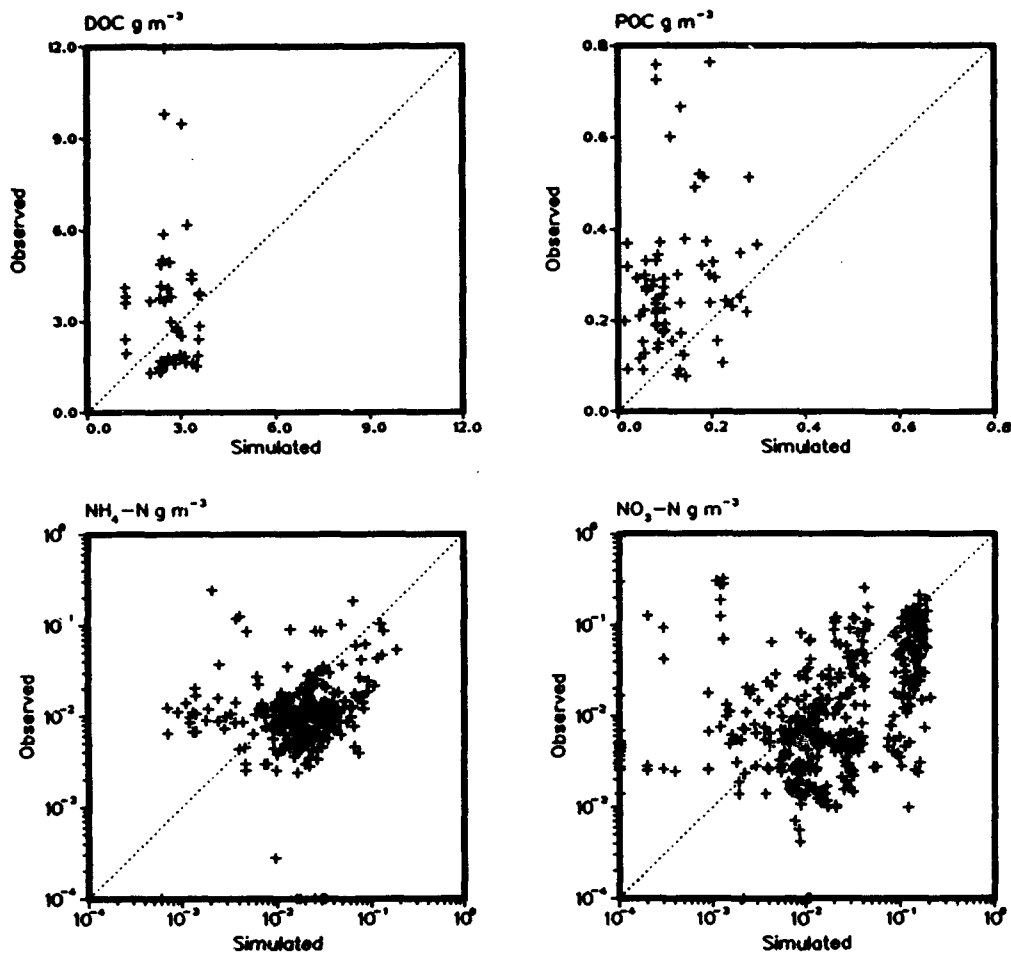 DOC g m⁻³
12.0
9.0
6.0
3.0
0.0
Observed
0.0 3.0 6.0 9.0 12.0
Simulated
POC g m⁻³
0.8
0.6
0.4
0.2
0.0
Observed
0.0 0.2 0.4 0.6 0.8
Simulated
NH₄-N g m⁻³
10⁰
10⁻¹
10⁻²
10⁻³
10⁻⁴
Observed
10⁻⁴ 10⁻³ 10⁻² 10⁻¹ 10⁰
Simulated
NO₃-N g m⁻³
10⁰
10⁻¹
10⁻²
10⁻³
10⁻⁴
Observed
10⁻⁴ 10⁻³ 10⁻² 10⁻¹ 10⁰
Simulated